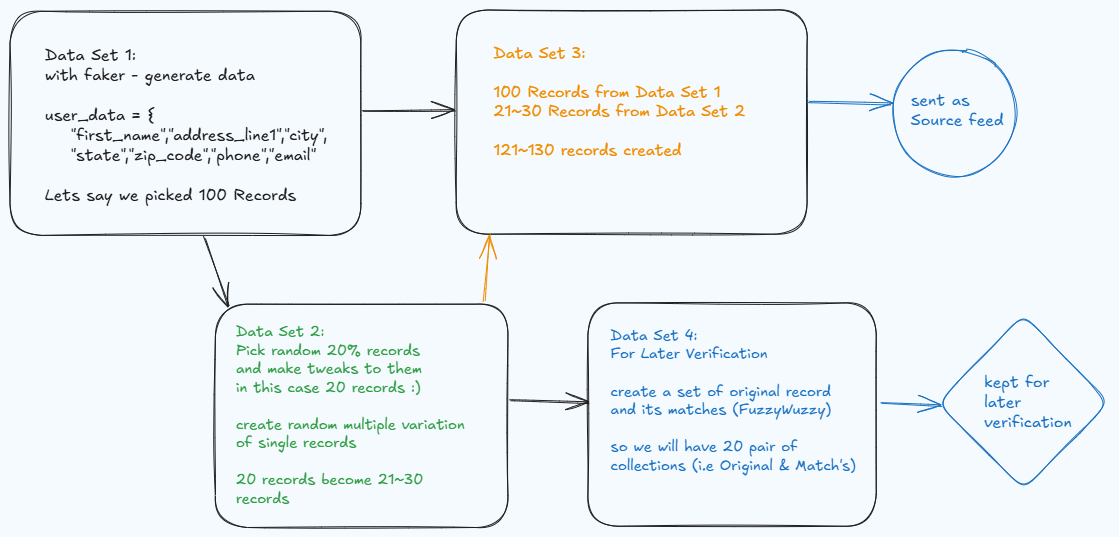 Data Set 1:
with faker - generate data
user_data = {
"first_name","address_line1","city",
"state","zip_code","phone","email"
Lets say we picked 100 Records
Data Set 3:
100 Records from Data Set 1
21~30 Records from Data Set 2
121~130 records created
sent as
Source feed
Data Set 2:
Pick random 20% records
and make tweaks to them
in this case 20 records :)
create random multiple variation
of single records
20 records become 21~30
records
Data Set 4:
For Later Verification
create a set of original record
and its matches (FuzzyWuzzy)
so we will have 20 pair of
collections (i.e Original & Match's)
kept for
later
verification